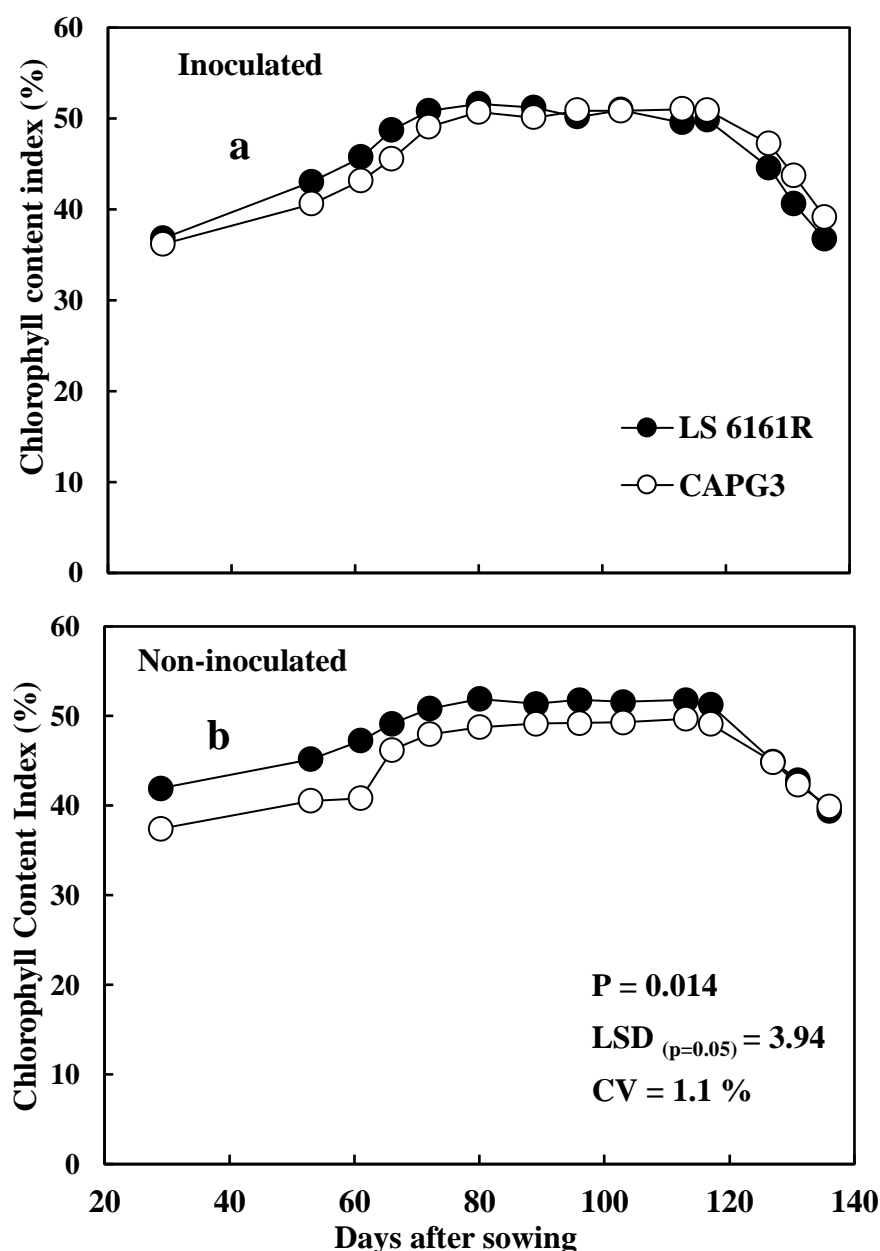 60
50
40
30
20
10
0
Chlorophyll content index (%)
Inoculated
a
LS 6161R
CAPG3
60
50
40
30
20
10
0
Chlorophyll Content Index (%)
Non-inoculated
b
P = 0.014
LSD (p=0.05) = 3.94
CV = 1.1 %
20 40 60 80 100 120 140
Days after sowing